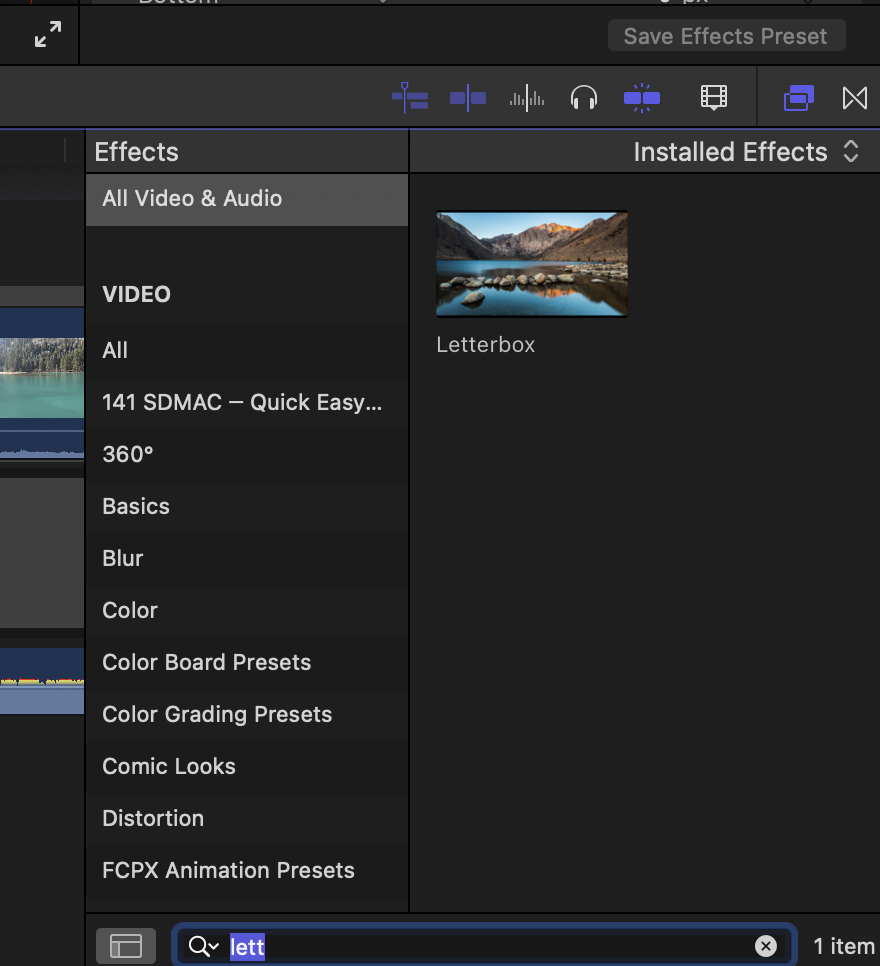 Save Effects Preset
Effects
Installed Effects
All Video & Audio
VIDEO
All
141 SDMAC – Quick Easy...
360°
Basics
Blur
Color
Color Board Presets
Color Grading Presets
Comic Looks
Distortion
FCPX Animation Presets
Letterbox
lett
1 item